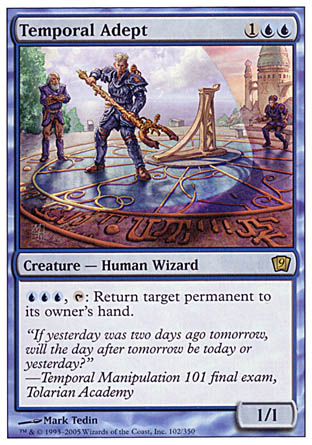 Temporal Adept 1
Creature — Human Wizard 9
, : Return target permanent to
its owner's hand.
“If yesterday was two days ago tomorrow,
will the day after tomorrow be today or
yesterday?”
—Temporal Manipulation 101 final exam,
Tolarian Academy
Mark Tedin
™ & © 1993–2005 Wizards of the Coast, Inc. 102/350
1/1